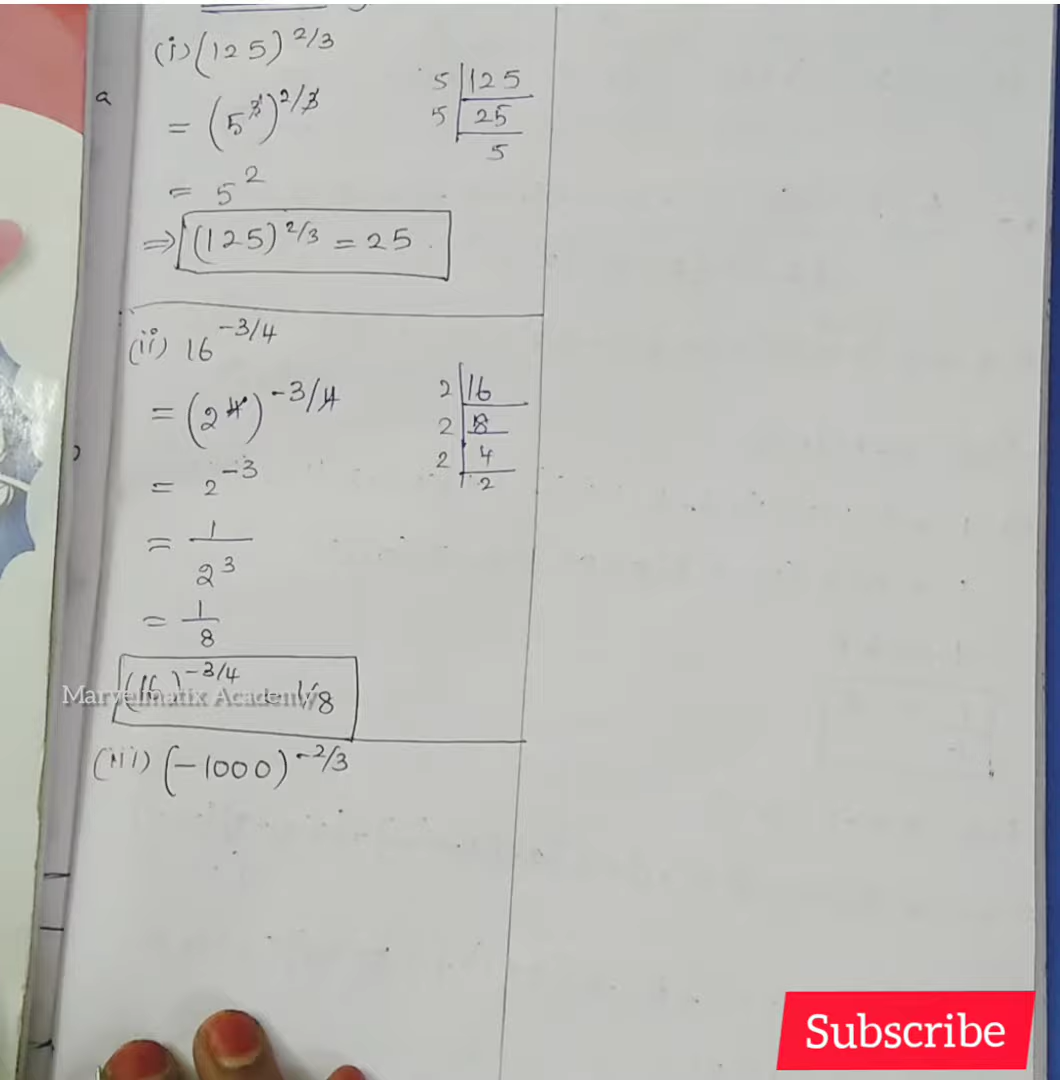 (i) (125)^2/3
5 | 125
a
= (5^3)^2/3
5 | 25
5
= 5^2
⇒ (125)^2/3 = 25
(ii) 16^-3/4
2 | 16
= (2^4)^-3/4
2 | 8
2 | 4
= 2^-3
2
= 1/2^3
= 1/8
(16)^-3/4 = 1/8
Marvelmatix Academy
(iii) (-1000)^-2/3
Subscribe